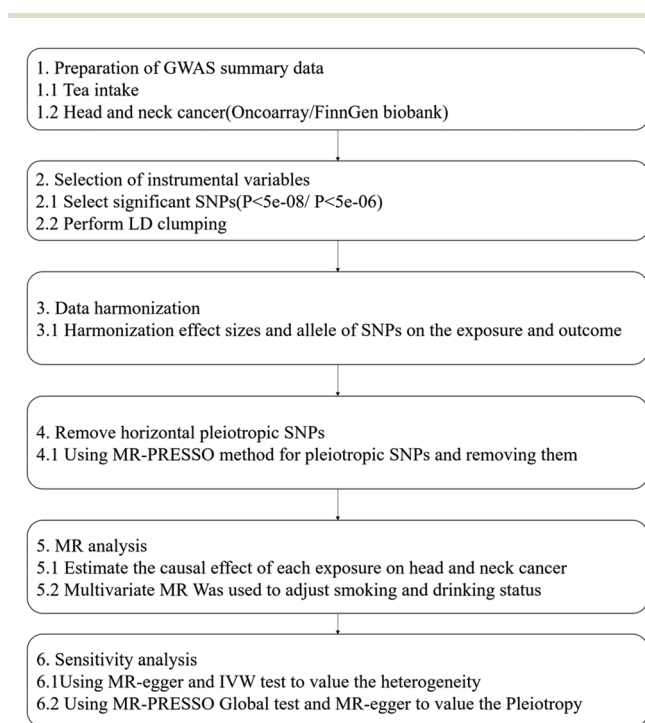 1. Preparation of GWAS summary data
1.1 Tea intake
1.2 Head and neck cancer(Oncoarray/FinnGen biobank)
2. Selection of instrumental variables
2.1 Select significant SNPs(P<5e-08/ P<5e-06)
2.2 Perform LD clumping
3. Data harmonization
3.1 Harmonization effect sizes and allele of SNPs on the exposure and outcome
4. Remove horizontal pleiotropic SNPs
4.1 Using MR-PRESSO method for pleiotropic SNPs and removing them
5. MR analysis
5.1 Estimate the causal effect of each exposure on head and neck cancer
5.2 Multivariate MR Was used to adjust smoking and drinking status
6. Sensitivity analysis
6.1Using MR-egger and IVW test to value the heterogeneity
6.2 Using MR-PRESSO Global test and MR-egger to value the Pleiotropy